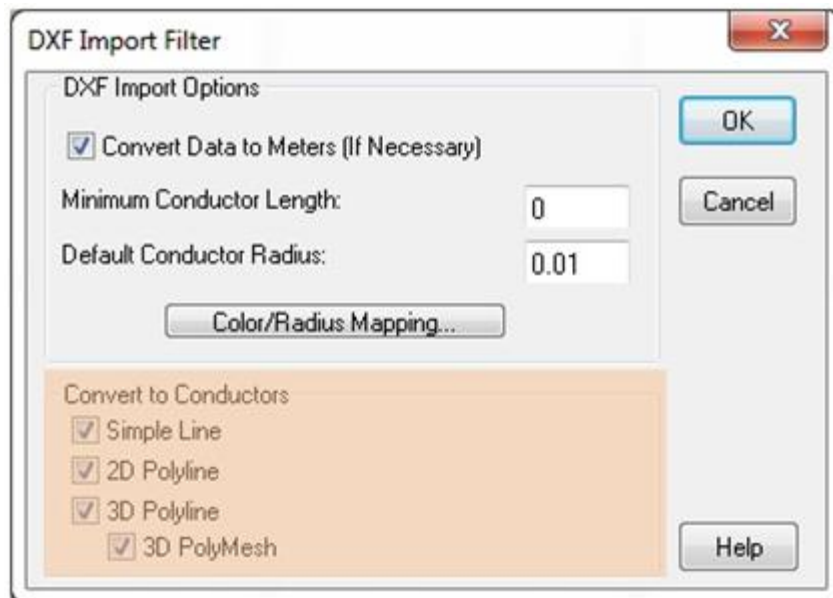 DXF Import Filter
DXF Import Options
Convert Data to Meters (If Necessary)
Minimum Conductor Length: 0
Default Conductor Radius: 0.01
Color/Radius Mapping...
OK
Cancel
Convert to Conductors
Simple Line
2D Polyline
3D Polyline
3D PolyMesh
Help